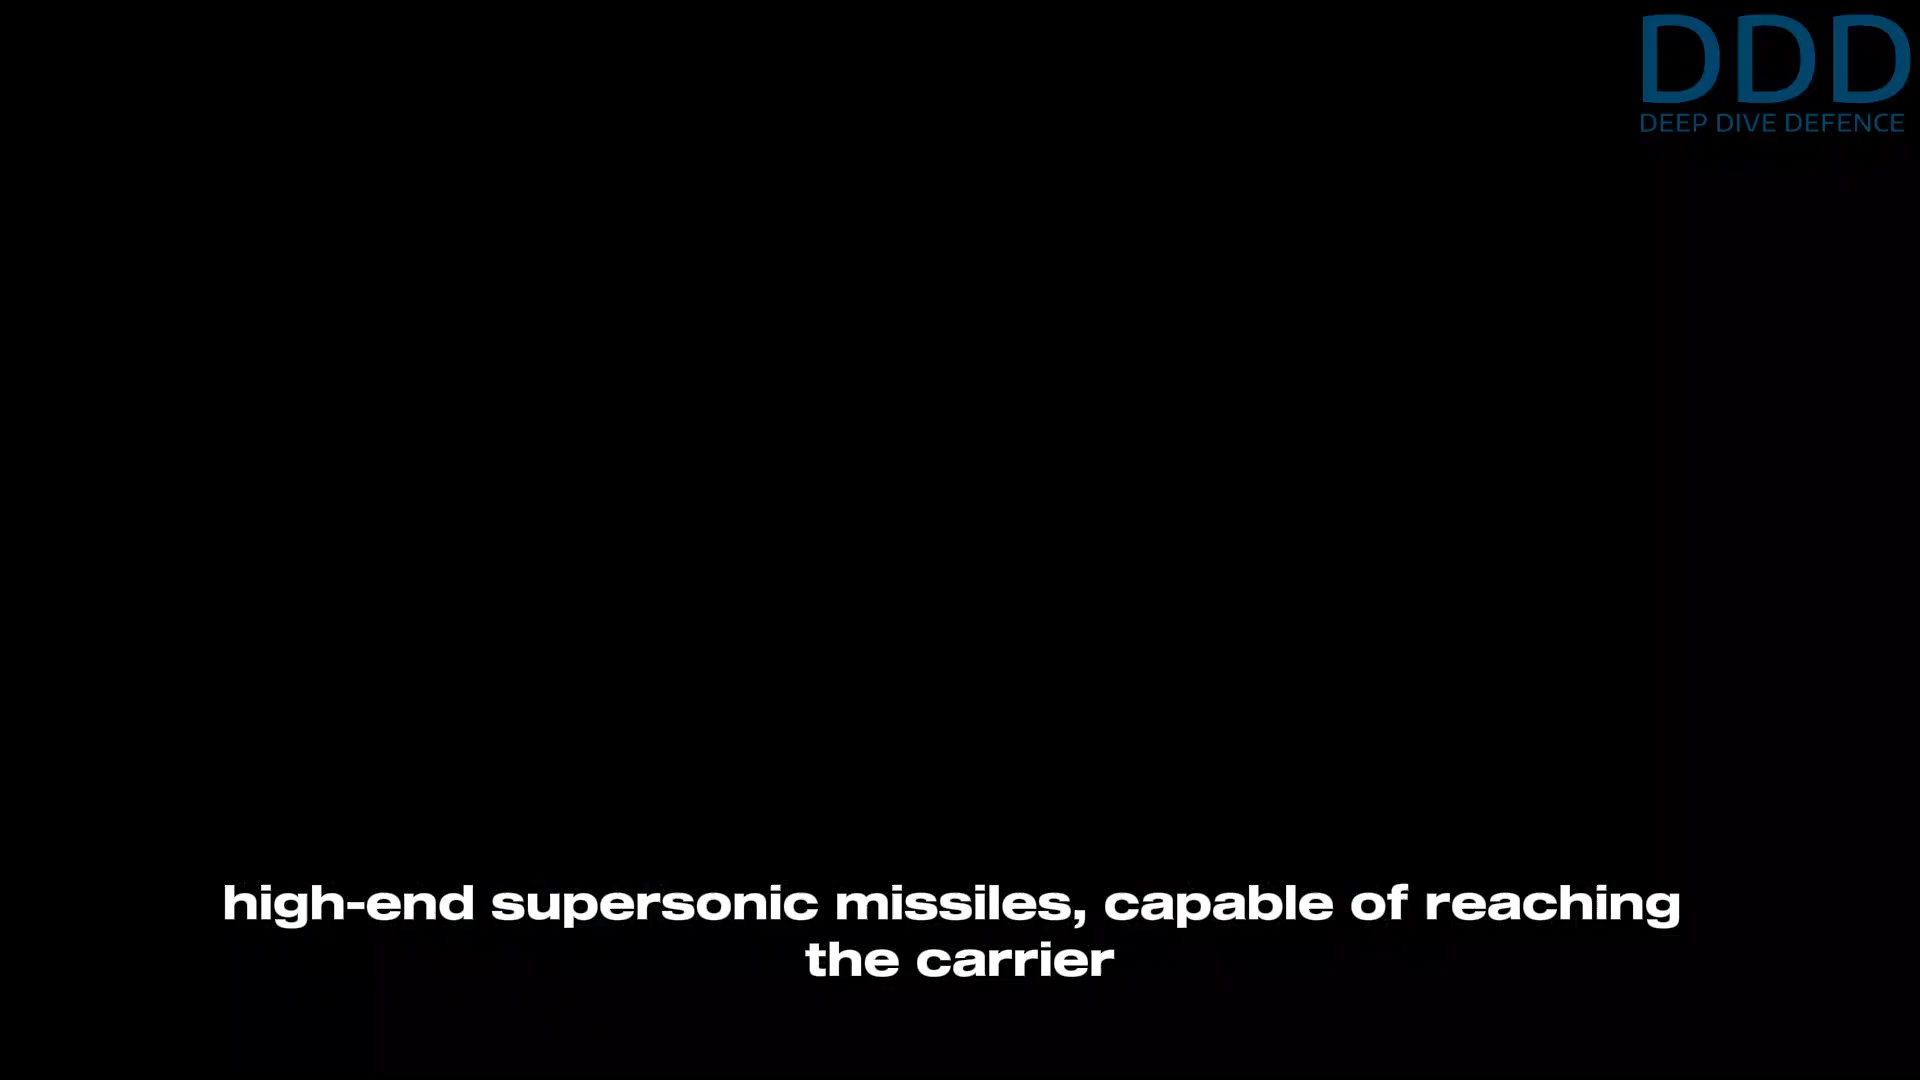 DDD
DEEP DIVE DEFENCE
high-end supersonic missiles, capable of reaching
the carrier